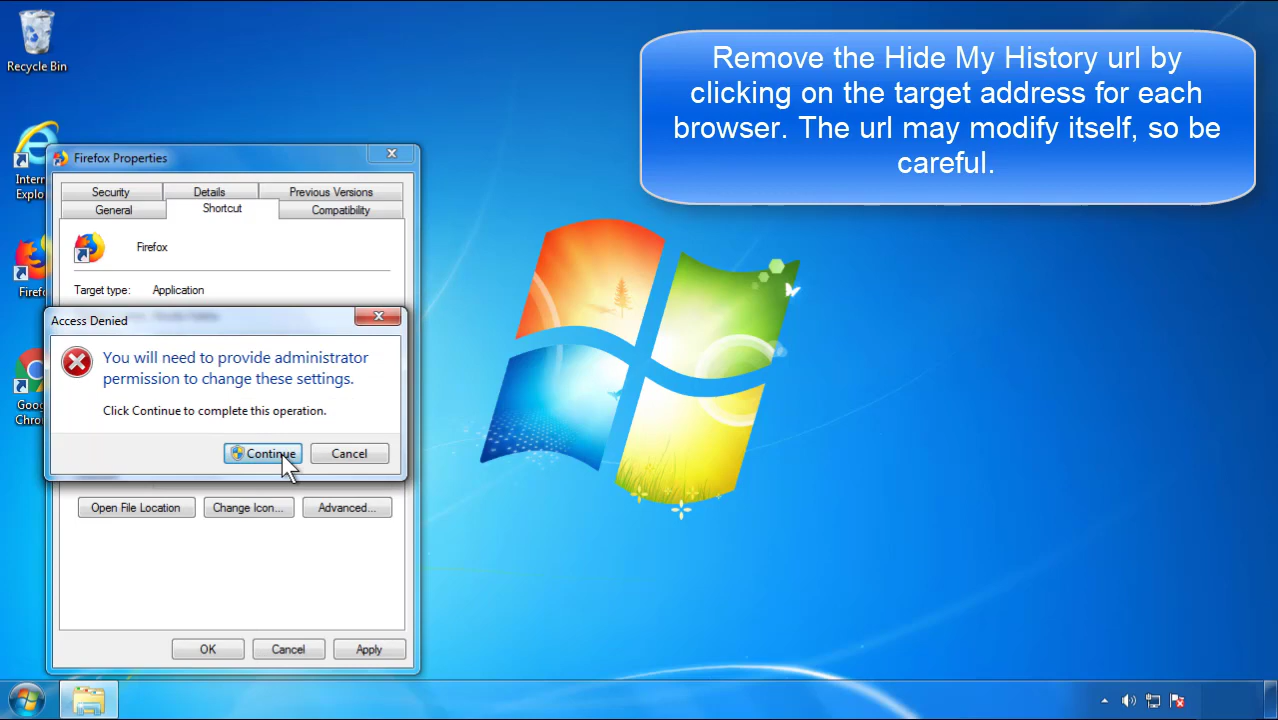 Recycle Bin
Remove the Hide My History url by
clicking on the target address for each
browser. The url may modify itself, so be
careful.
Intern
Explo
Firefo
Goo
Chro
Firefox Properties
Security Details Previous Versions
General Shortcut Compatibility
Firefox
Target type: Application
Access Denied
You will need to provide administrator
permission to change these settings.
Click Continue to complete this operation.
Continue Cancel
Open File Location Change Icon... Advanced...
OK Cancel Apply